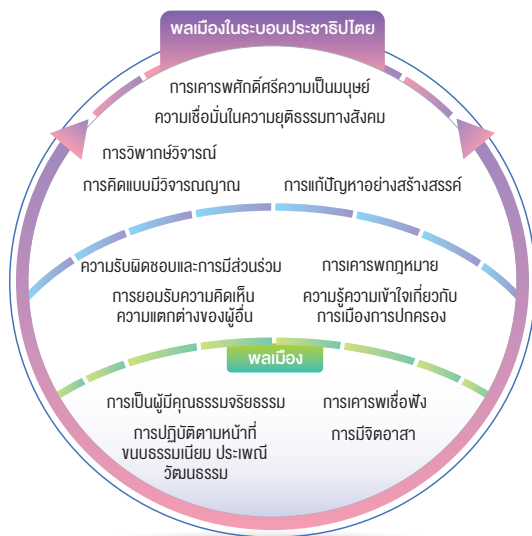 พลเมืองในระบอบประชาธิปไตย
การเคารพศักดิ์ศรีความเป็นมนุษย์
ความเชื่อมั่นในความยุติธรรมทางสังคม
การวิพากษ์วิจารณ์
การคิดแบบมีวิจารณญาณ
การแก้ปัญหาอย่างสร้างสรรค์
ความรับผิดชอบและการมีส่วนร่วม
การเคารพกฎหมาย
การยอมรับความคิดเห็น
ความแตกต่างของผู้อื่น
ความรู้ความเข้าใจเกี่ยวกับ
การเมืองการปกครอง
พลเมือง
การเป็นผู้มีคุณธรรมจริยธรรม
การเคารพเชื่อฟัง
การปฏิบัติตามหน้าที่
ขนบธรรมเนียม ประเพณี
วัฒนธรรม
การมีจิตอาสา